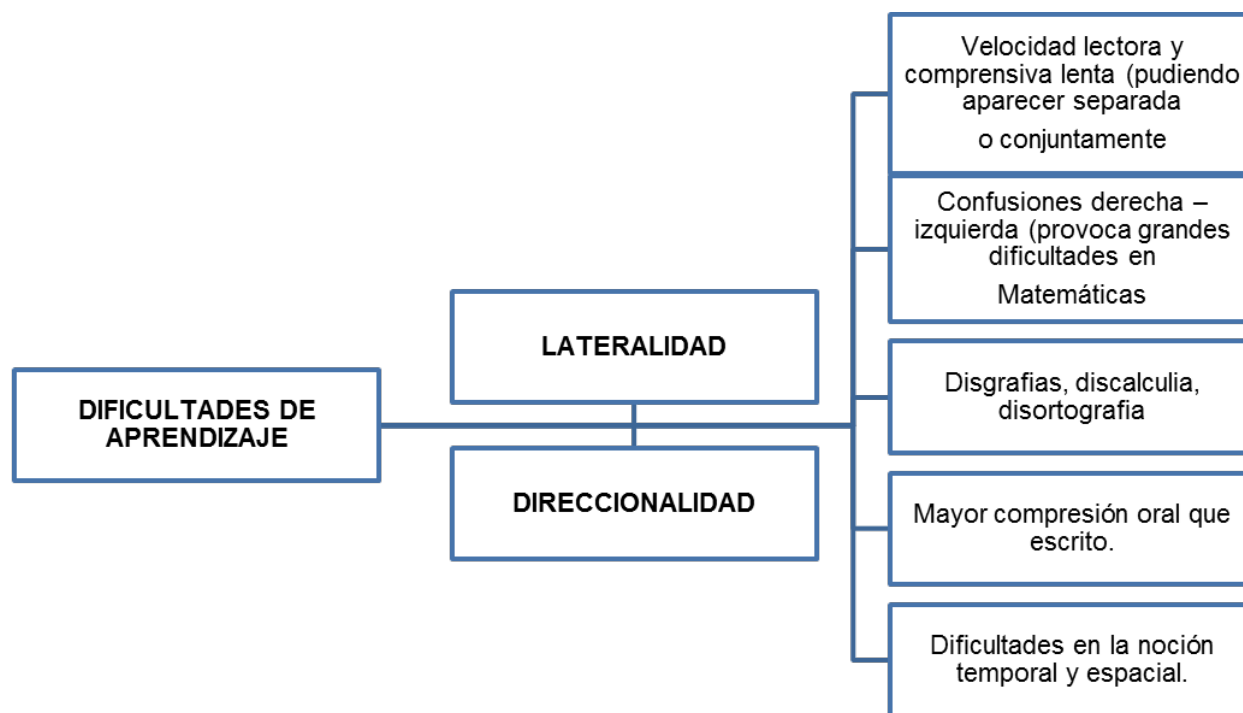 DIFICULTADES DE
APRENDIZAJE
LATERALIDAD
DIRECCIONALIDAD
Velocidad lectora y
comprensiva lenta (pudiendo
aparecer separada
o conjuntamente
Confusiones derecha –
izquierda (provoca grandes
dificultades en
Matemáticas
Disgrafias, discalculia,
disortografia
Mayor compresión oral que
escrito.
Dificultades en la noción
temporal y espacial.